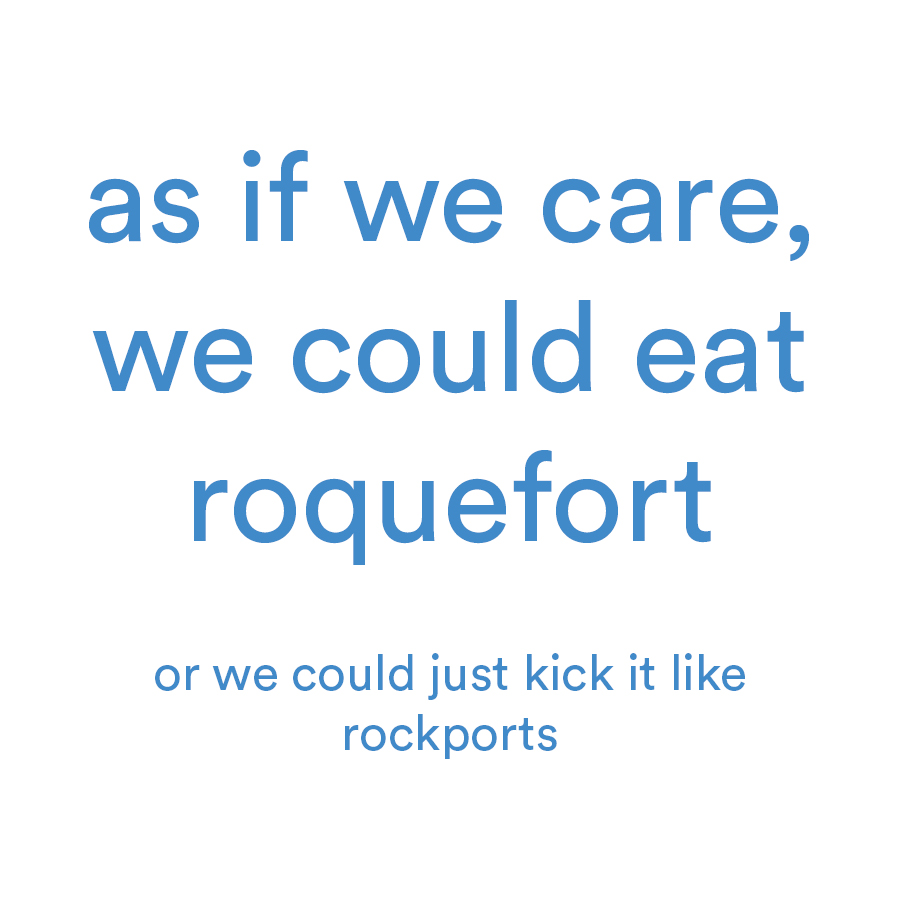 as if we care,
we could eat
roquefort
or we could just kick it like
rockports